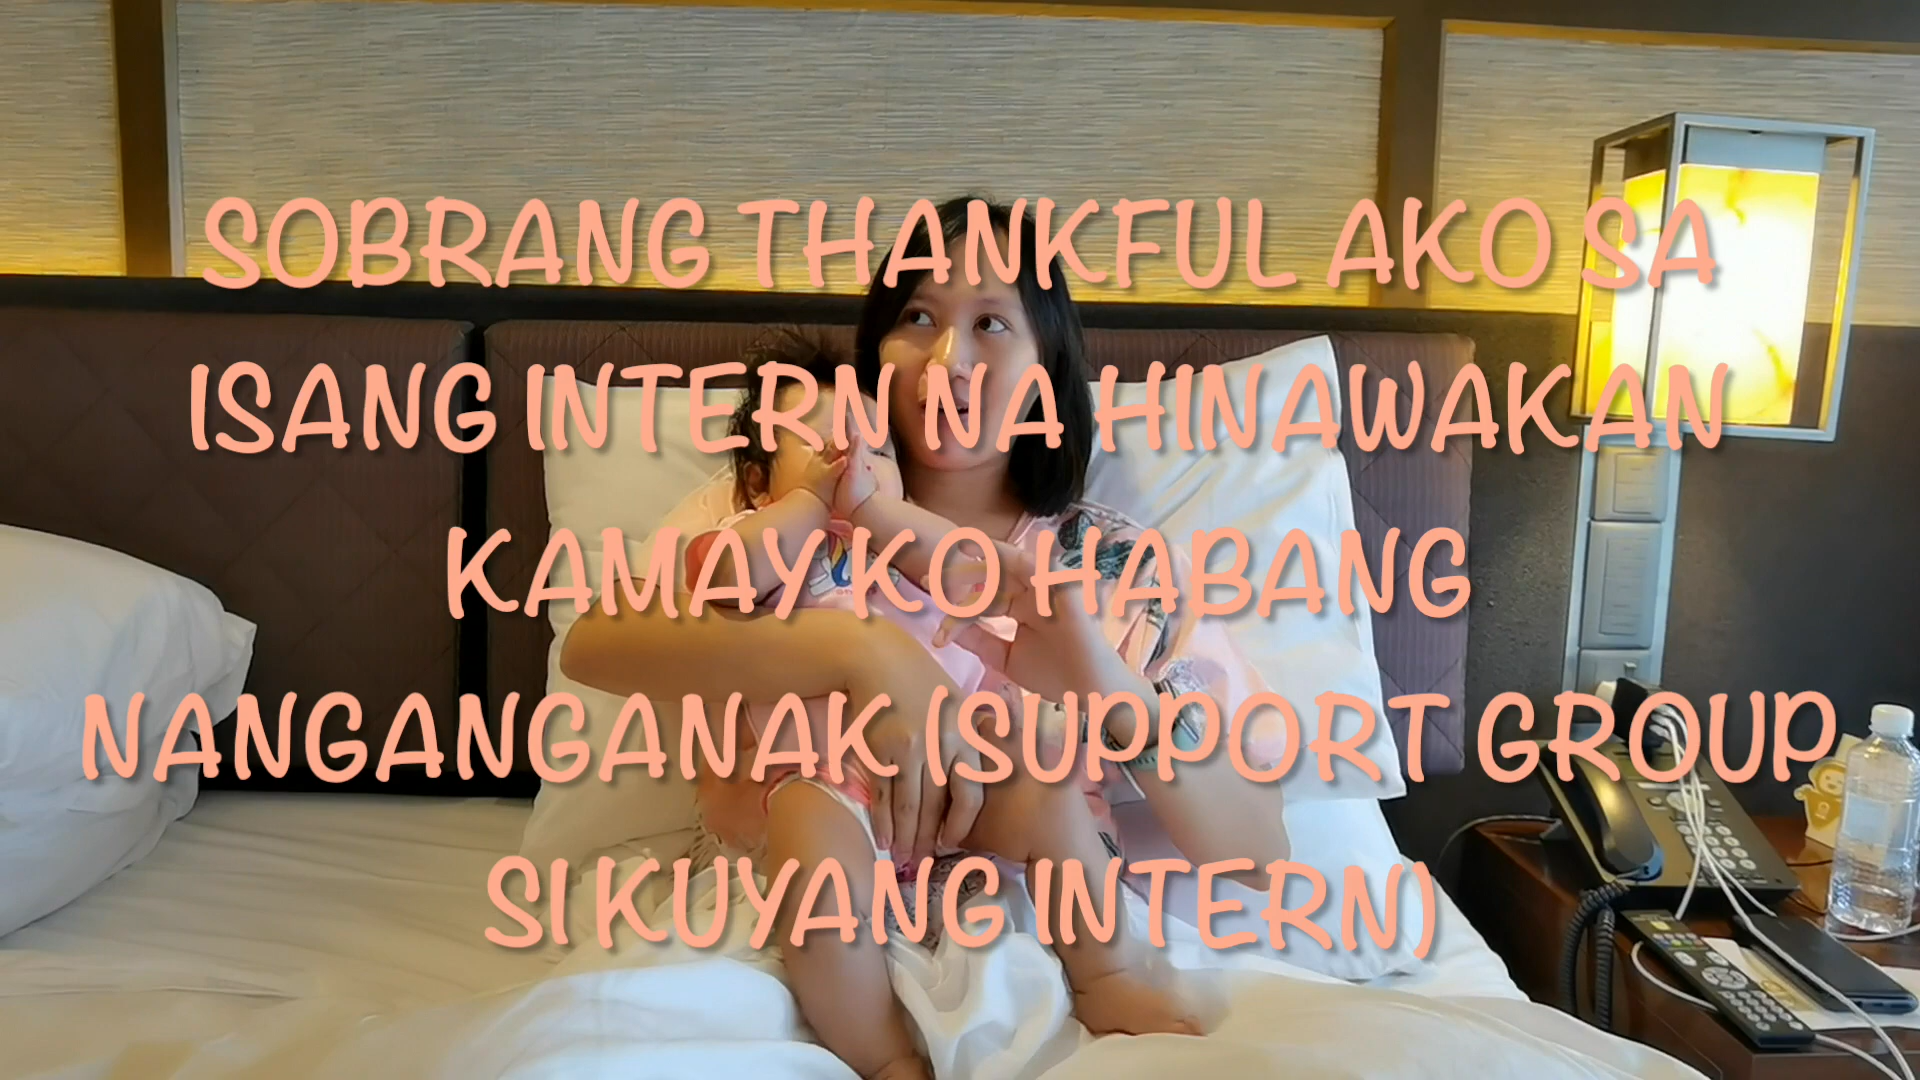 SOBRANG THANKFUL AKO SA
ISANG INTERN NA HINAWAKAN
KAMAY KO HABANG
NANGANGANAK (SUPPORT GROUP
SI KUYANG INTERN)